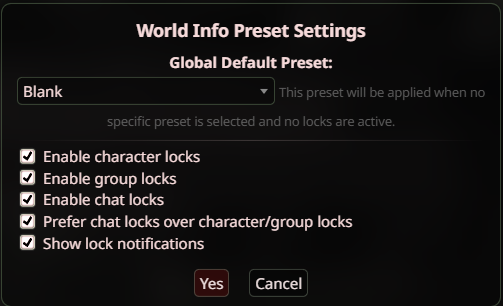 World Info Preset Settings
Global Default Preset:
Blank This preset will be applied when no
specific preset is selected and no locks are active.
Enable character locks
Enable group locks
Enable chat locks
Prefer chat locks over character/group locks
Show lock notifications
Yes Cancel